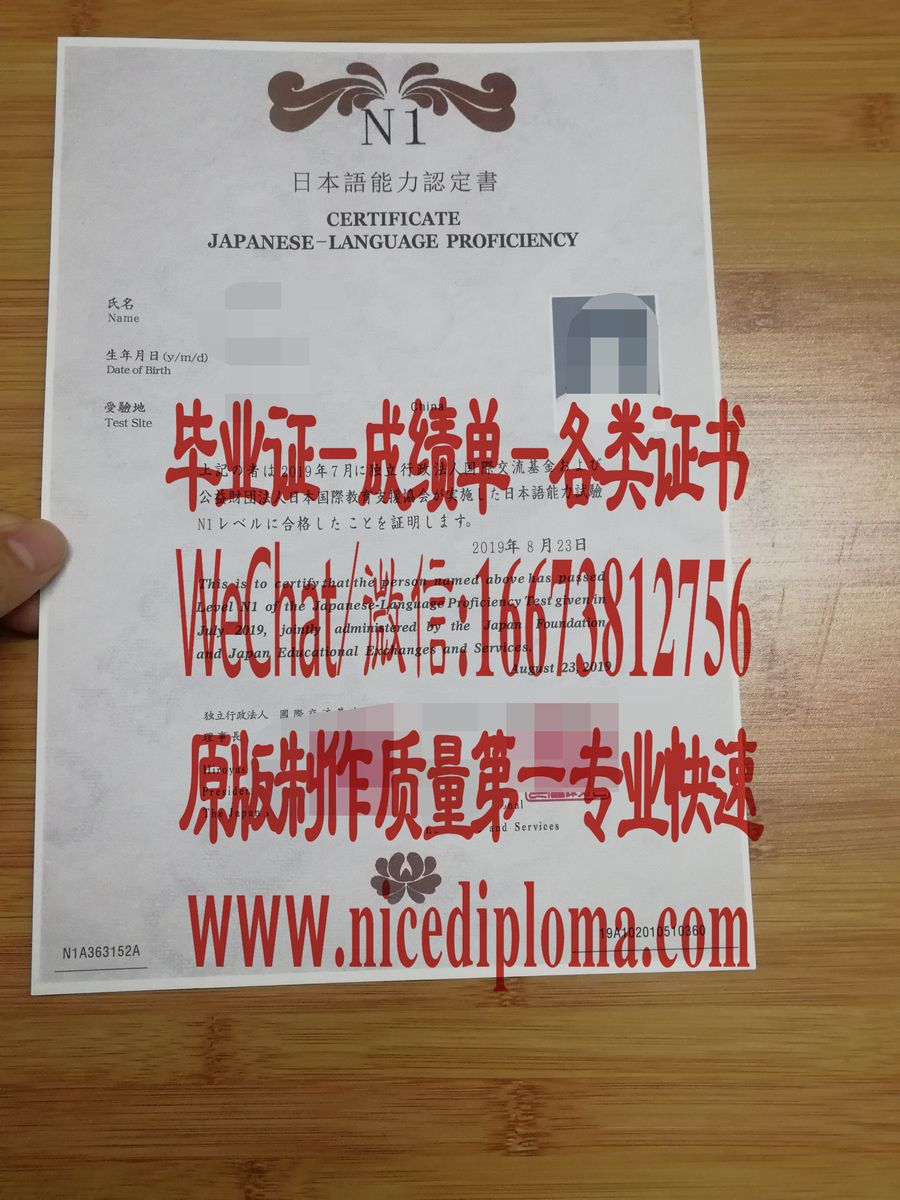 N1
日本語能力認定書
CERTIFICATE
JAPANESE-LANGUAGE PROFICIENCY
氏名
Name
生年月日(y/m/d)
Date of Birth
受験地
Test Site
China
毕业证-成绩单-各类证书
上記の者は2019年7月に独立行政法人国際交流基金および
公益財団法人日本国際教育支援協会が実施した日本語能力試験
N1レベルに合格したことを証明します。
2019年8月23日
WeChat/微信:16673812756
This is to certify that the person named above has passed
Level N1 of the Japanese-Language Proficiency Test given in
July 2019, jointly administered by the Japan Foundation
and Japan Educational Exchanges and Services.
August 23, 2019
独立行政法人 国際交流基
理事長
原版制作质量第一专业快速
President
The Japan
and Services
www.nicediploma.com
N1A363152A
19A102010510360